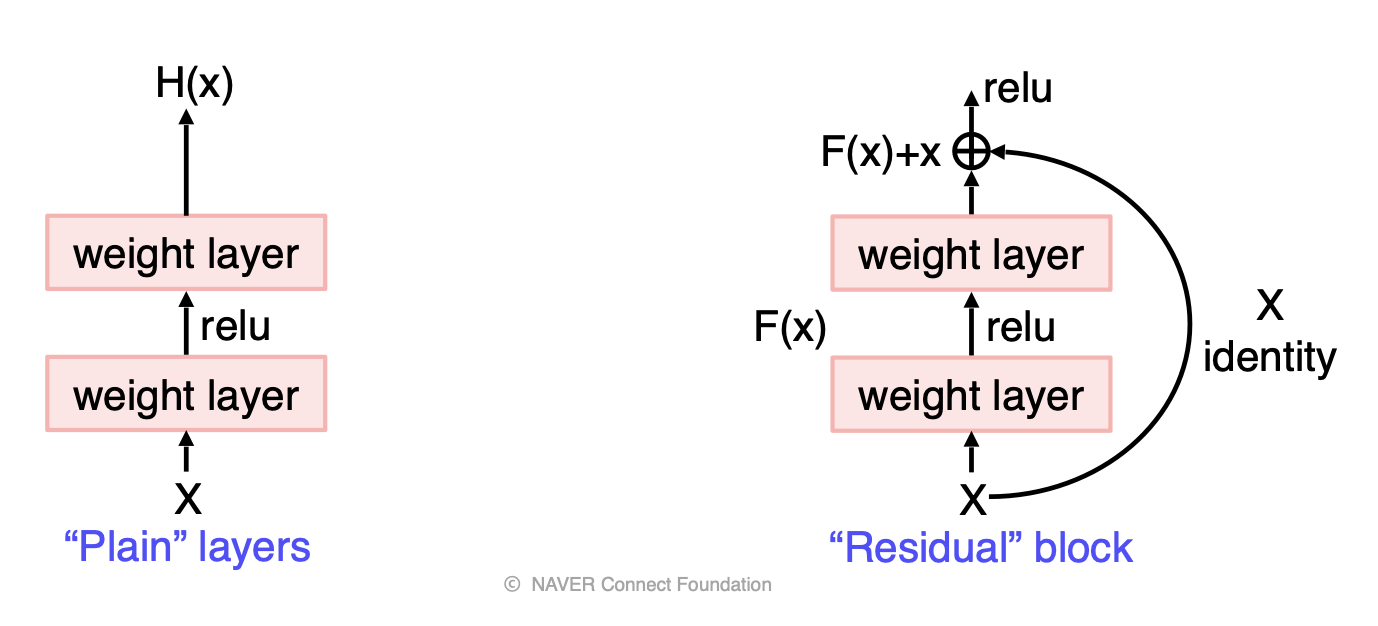 H(x)
weight layer
relu
weight layer
X
“Plain” layers
relu
F(x)+x
weight layer
F(x)
relu
weight layer
X
X
identity
“Residual” block
© NAVER Connect Foundation